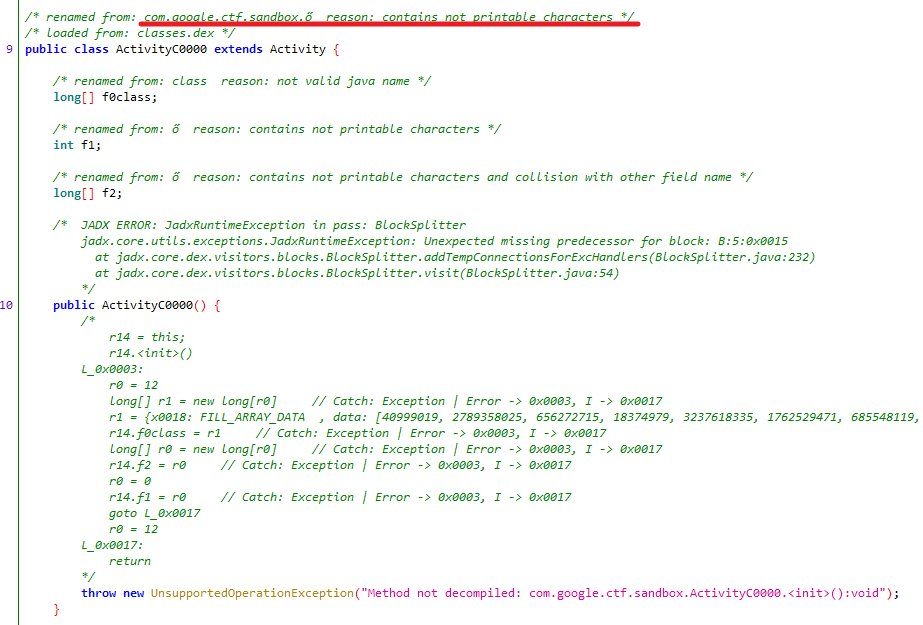 /* renamed from: com.google.ctf.sandbox.ő  reason: contains not printable characters */
/* loaded from: classes.dex */
9 public class ActivityC0000 extends Activity {
/* renamed from: class  reason: not valid java name */
long[] f0class;
/* renamed from: ő  reason: contains not printable characters */
int f1;
/* renamed from: ő  reason: contains not printable characters and collision with other field name */
long[] f2;
/*  JADX ERROR: JadxRuntimeException in pass: BlockSplitter
jadx.core.utils.exceptions.JadxRuntimeException: Unexpected missing predecessor for block: B:5:0x0015
at jadx.core.dex.visitors.blocks.BlockSplitter.addTempConnectionsForExcHandlers(BlockSplitter.java:232)
at jadx.core.dex.visitors.blocks.BlockSplitter.visit(BlockSplitter.java:54)
*/
10 public ActivityC0000() {
/*
r14 = this;
r14.<init>()
L_0x0003:
r0 = 12
long[] r1 = new long[r0]     // Catch: Exception | Error -> 0x0003, I -> 0x0017
r1 = {x0018: FILL_ARRAY_DATA  , data: [40999019, 2789358025, 656272715, 18374979, 3237618335, 1762529471, 685548119,
r14.f0class = r1     // Catch: Exception | Error -> 0x0003, I -> 0x0017
long[] r0 = new long[r0]     // Catch: Exception | Error -> 0x0003, I -> 0x0017
r14.f2 = r0     // Catch: Exception | Error -> 0x0003, I -> 0x0017
r0 = 0
r14.f1 = r0     // Catch: Exception | Error -> 0x0003, I -> 0x0017
goto L_0x0017
r0 = 12
L_0x0017:
return
*/
throw new UnsupportedOperationException("Method not decompiled: com.google.ctf.sandbox.ActivityC0000.<init>():void");
}